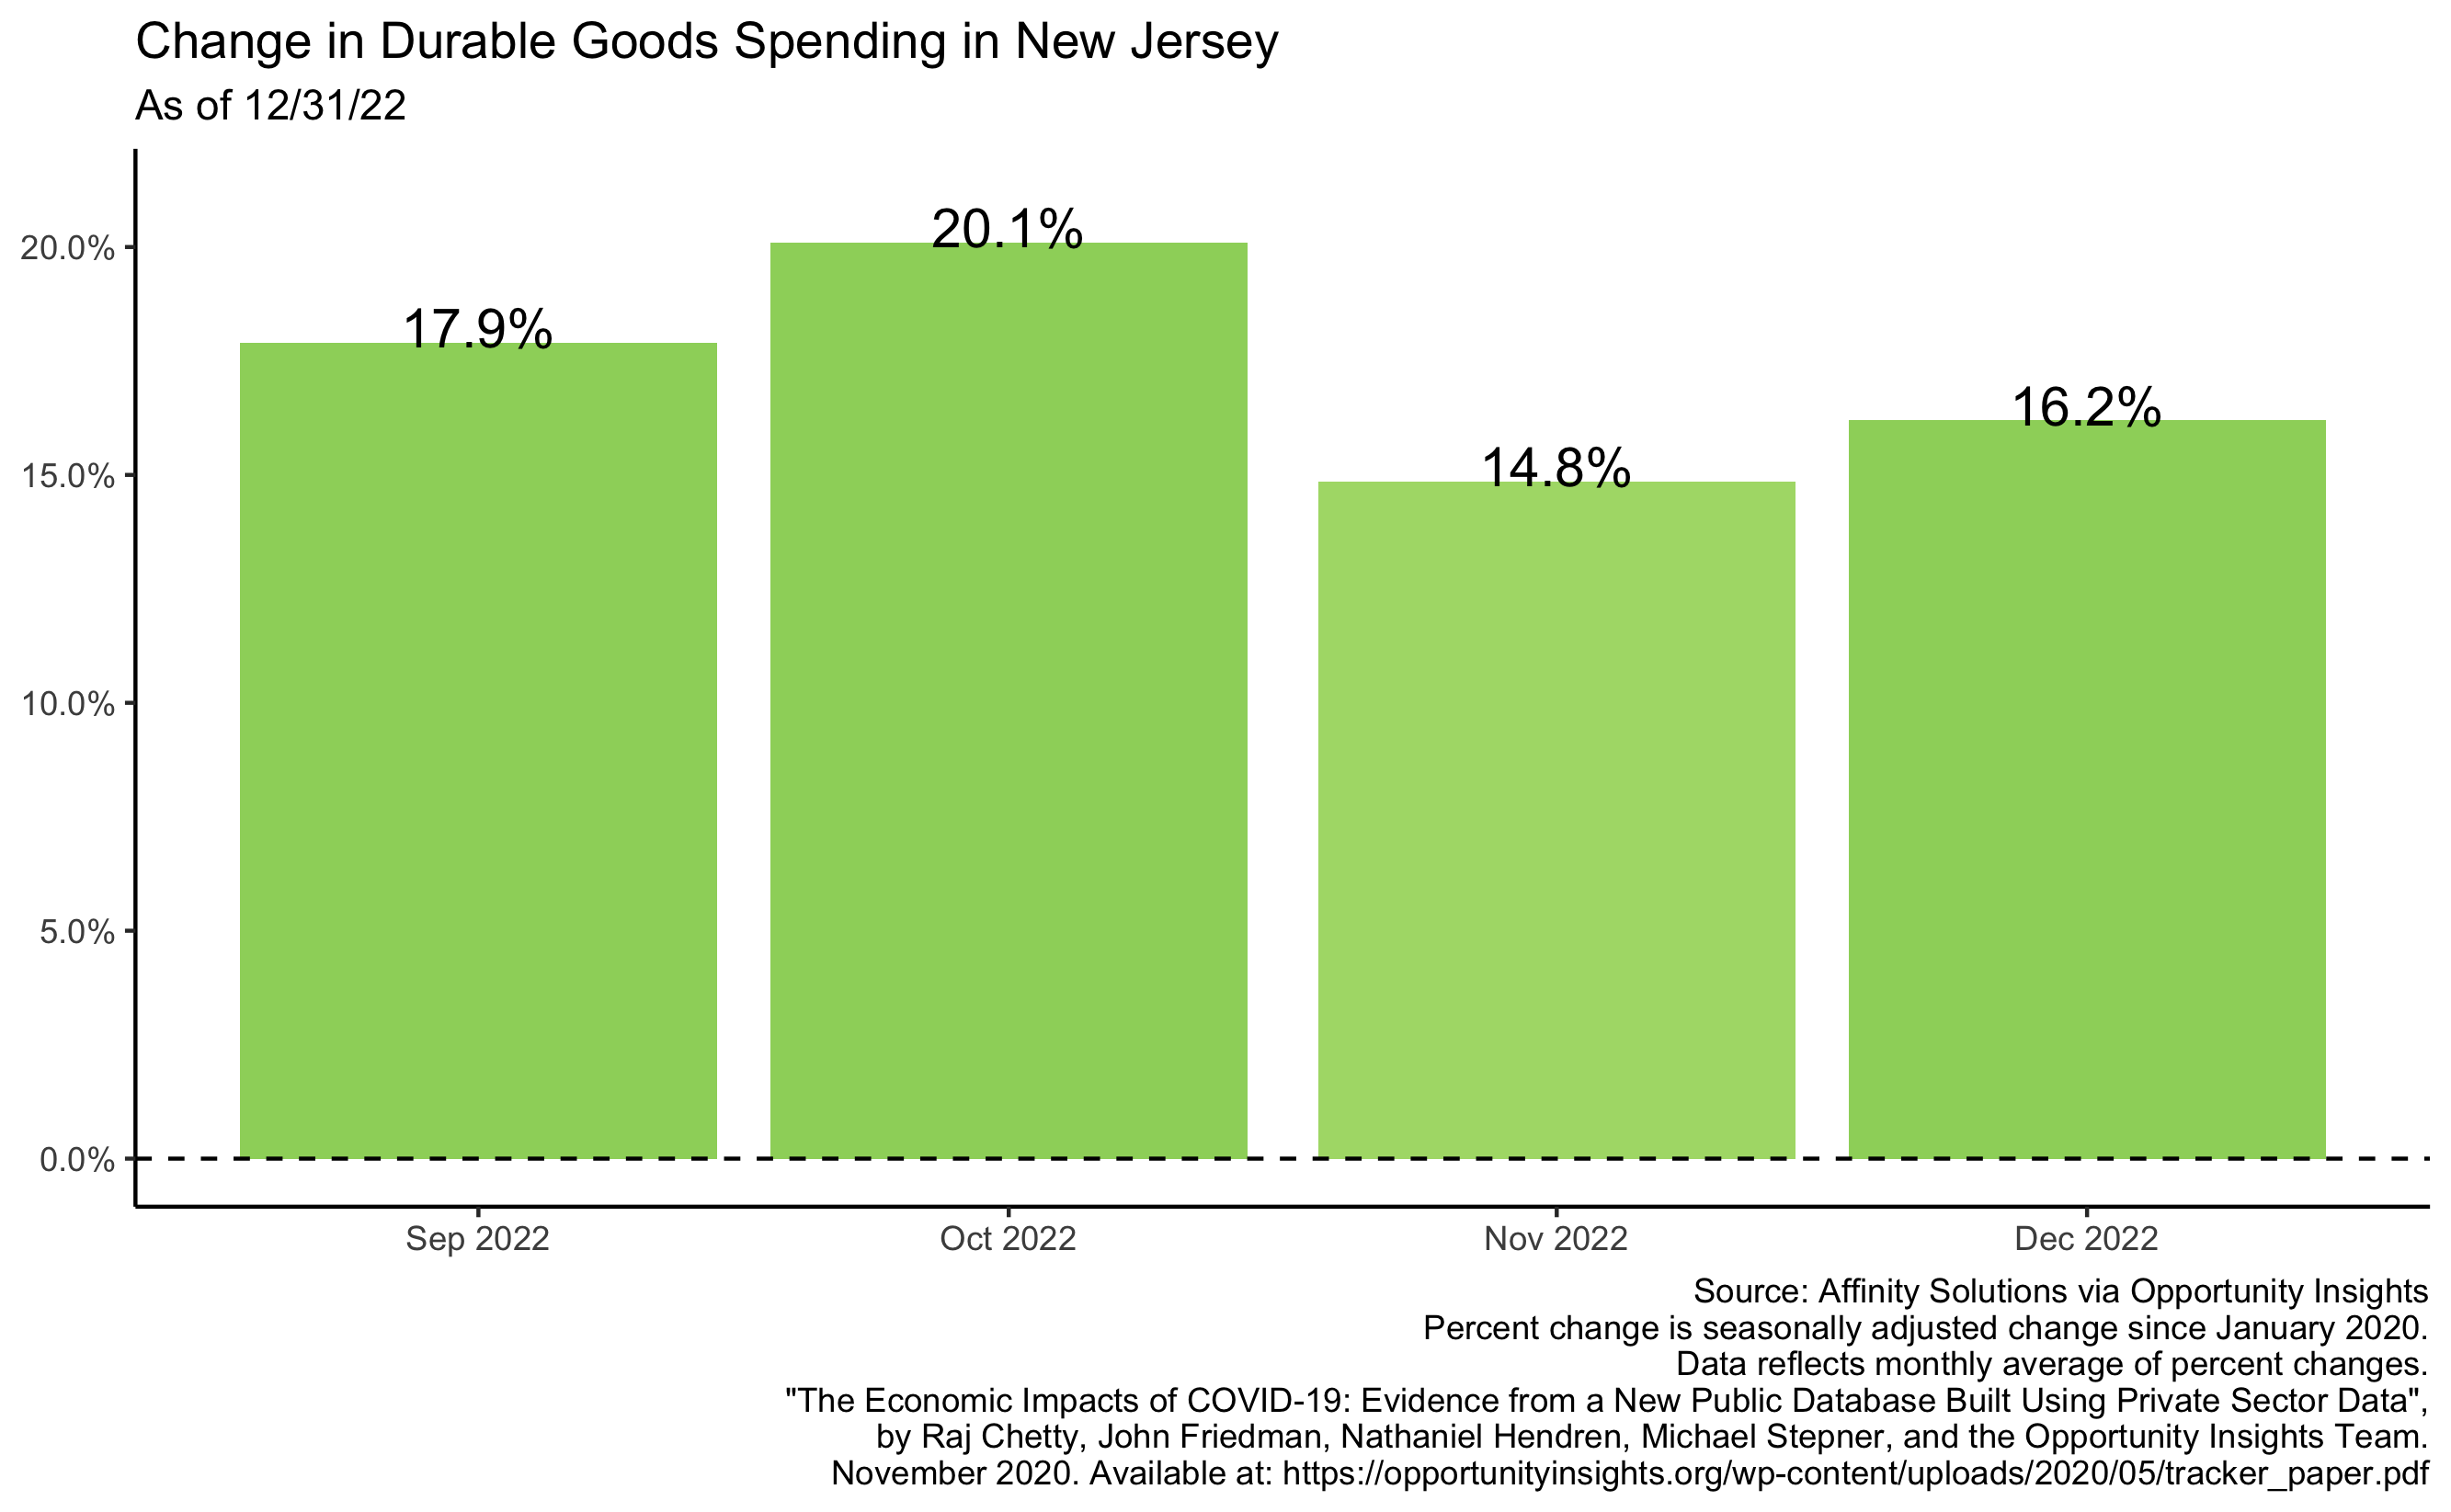 Change in Durable Goods Spending in New Jersey
As of 12/31/22
20.0%
15.0%
10.0%
5.0%
0.0%
17.9%
20.1%
14.8%
16.2%
Sep 2022
Oct 2022
Nov 2022
Dec 2022
Source: Affinity Solutions via Opportunity Insights
Percent change is seasonally adjusted change since January 2020.
Data reflects monthly average of percent changes.
"The Economic Impacts of COVID-19: Evidence from a New Public Database Built Using Private Sector Data",
by Raj Chetty, John Friedman, Nathaniel Hendren, Michael Stepner, and the Opportunity Insights Team.
November 2020. Available at: https://opportunityinsights.org/wp-content/uploads/2020/05/tracker_paper.pdf